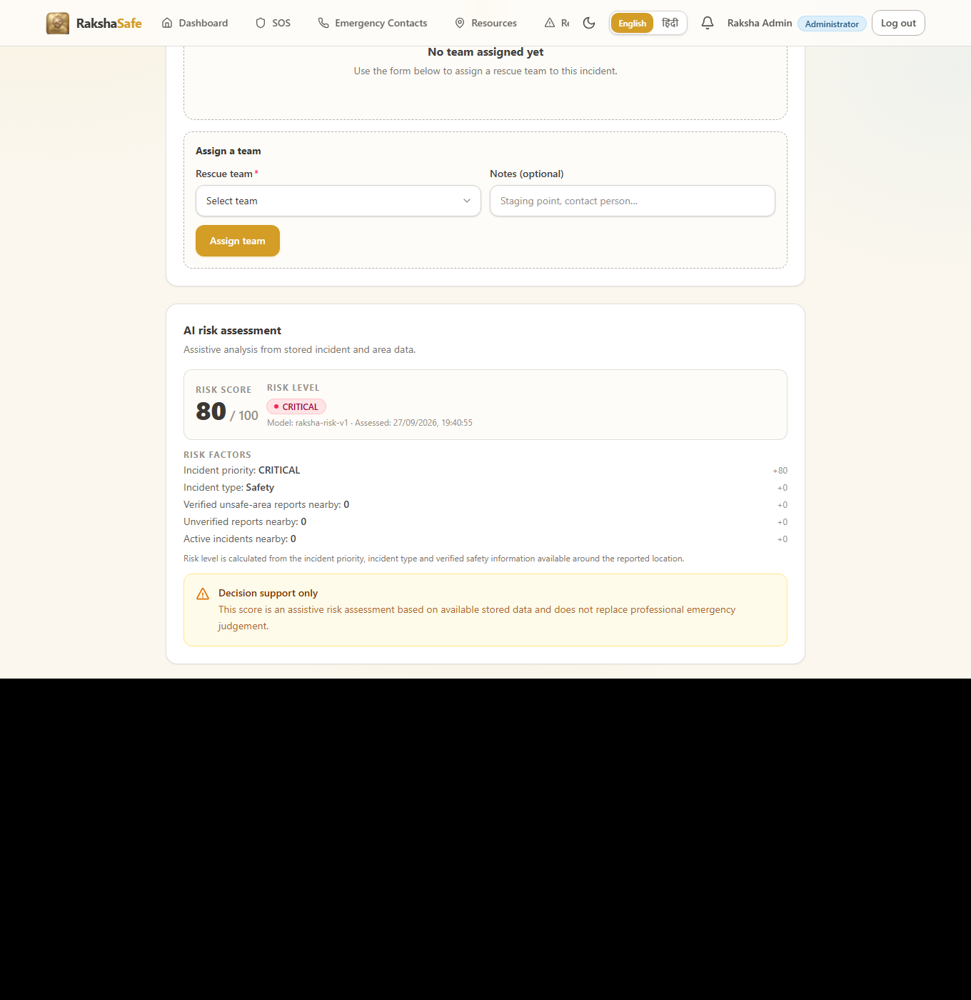 RakshaSafe
Dashboard
SOS
Emergency Contacts
Resources
English
हिंदी
Raksha Admin
Administrator
Log out
No team assigned yet
Use the form below to assign a rescue team to this incident.
Assign a team
Rescue team *
Notes (optional)
Select team
Staging point, contact person...
Assign team
AI risk assessment
Assistive analysis from stored incident and area data.
RISK SCORE
80 / 100
RISK LEVEL
CRITICAL
Model: raksha-risk-v1 · Assessed: 27/09/2026, 19:40:55
RISK FACTORS
Incident priority: CRITICAL +80
Incident type: Safety +0
Verified unsafe-area reports nearby: 0 +0
Unverified reports nearby: 0 +0
Active incidents nearby: 0 +0
Risk level is calculated from the incident priority, incident type and verified safety information available around the reported location.
Decision support only
This score is an assistive risk assessment based on available stored data and does not replace professional emergency
judgement.